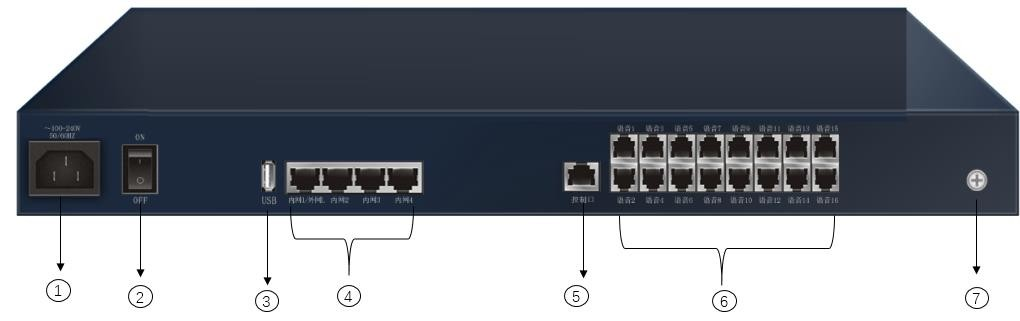 ～100-240V
50/60HZ
ON
OFF
USB
内网1/外网1 内网2 内网3 内网4
控制口
语音1 语音3 语音5 语音7 语音9 语音11 语音13 语音15
语音2 语音4 语音6 语音8 语音10 语音12 语音14 语音16
① ② ③ ④ ⑤ ⑥ ⑦